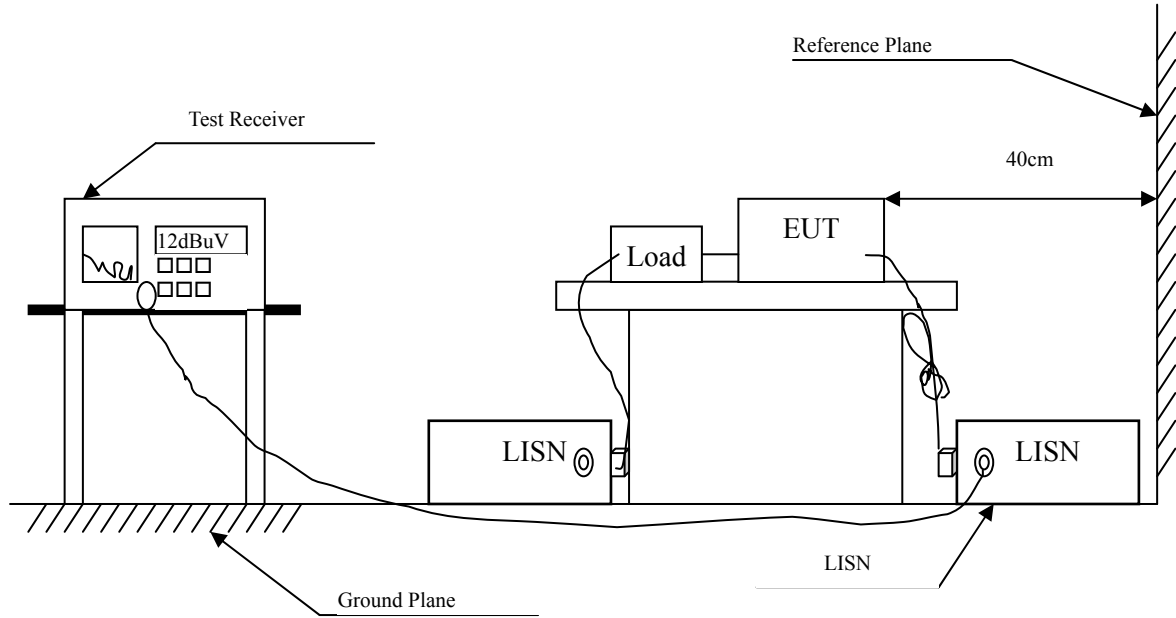 Reference Plane
Test Receiver
40cm
12dBuV
EUT
Load
LISN
LISN
LISN
Ground Plane